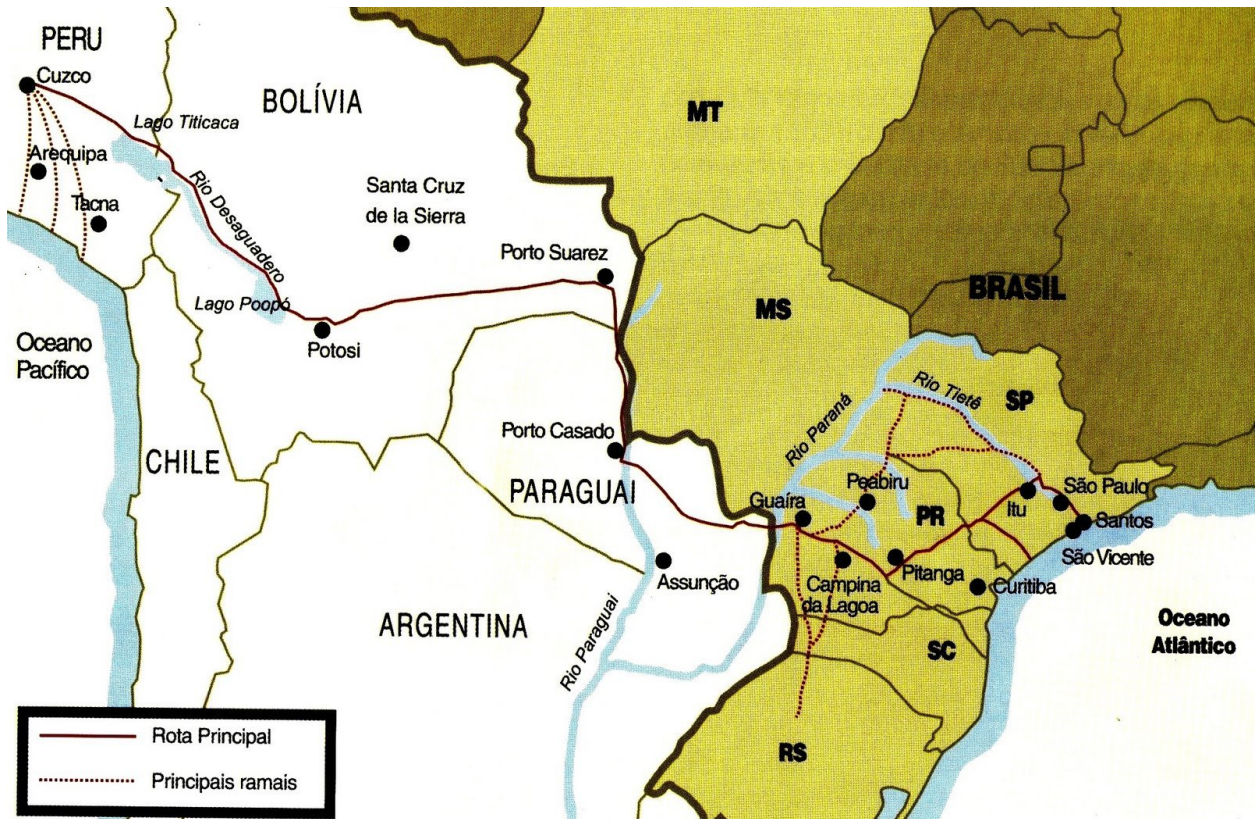 PERU
Cuzco
BOLÍVIA
Lago Titicaca
Arequipa
Tacna
Rio Desaguadero
Santa Cruz
de la Sierra
Porto Suarez
Lago Poopó
Potosi
Oceano
Pacífico
CHILE
MT
MS
BRASIL
Rio Paraná
Rio Tietê
SP
Porto Casado
PARAGUAI
Guaíra
Peabiru
PR
Itu
São Paulo
Santos
São Vicente
Assunção
Campina
da Lagoa
Pitanga
Curitiba
ARGENTINA
Rio Paraguai
SC
Oceano
Atlântico
RS
Rota Principal
Principais ramais